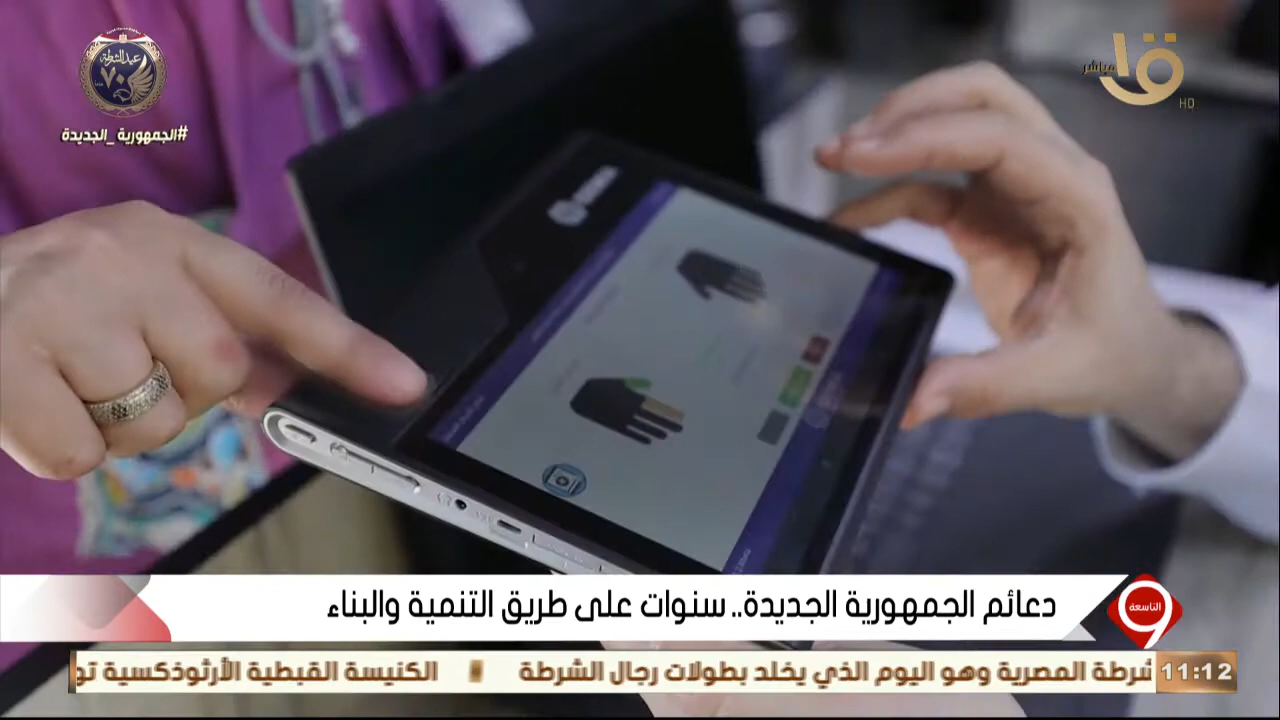 عيد الشرطة
٧٠
#الجمهورية_الجديدة
مباشر
HD
دعائم الجمهورية الجديدة.. سنوات على طريق التنمية والبناء
التاسعة
9
شرطة المصرية وهو اليوم الذي يخلد بطولات رجال الشرطة الكنيسة القبطية الأرثوذكسية
11:12